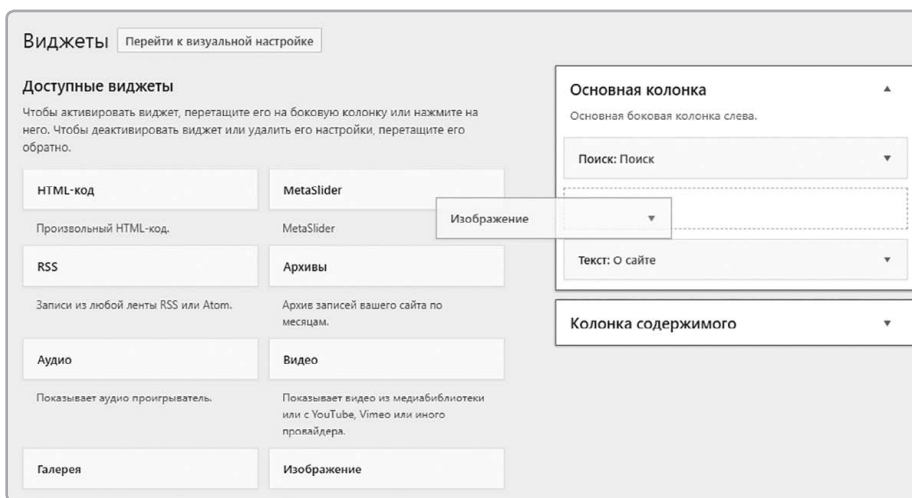 Виджеты Перейти к визуальной настройке
Доступные виджеты
Чтобы активировать виджет, перетащите его на боковую колонку или нажмите на
него. Чтобы деактивировать виджет или удалить его настройки, перетащите его
обратно.
HTML-код
Произвольный HTML-код.
MetaSlider
MetaSlider
RSS
Записи из любой ленты RSS или Atom.
Архивы
Архив записей вашего сайта по
месяцам.
Аудио
Показывает аудио проигрыватель.
Видео
Показывает видео из медиабиблиотеки
или с YouTube, Vimeo или иного
провайдера.
Галерея
Изображение
Изображение
Основная колонка
Основная боковая колонка слева.
Поиск: Поиск
Текст: О сайте
Колонка содержимого